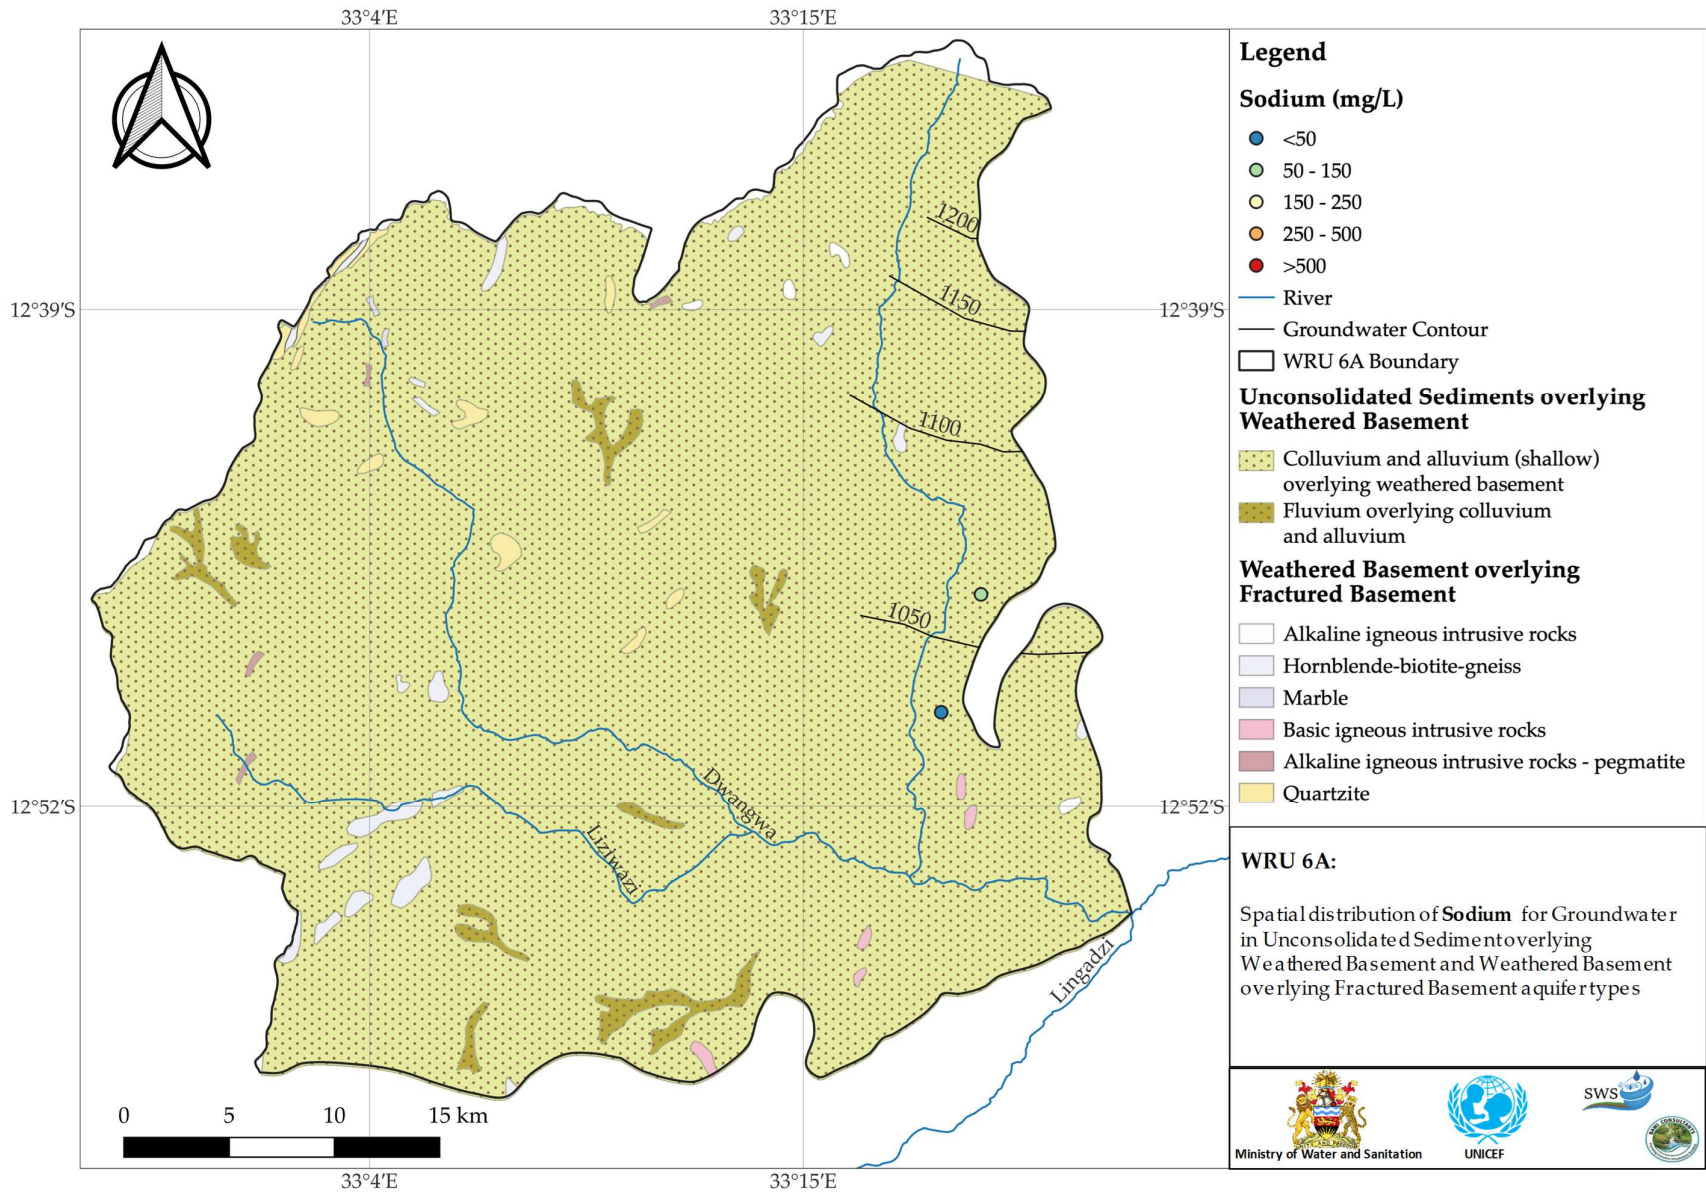 33°4′E
33°15′E
12°39′S
12°39′S
12°52′S
12°52′S
33°4′E
33°15′E
1200
1150
1100
1050
Dwangwa
Liziwazi
Lingadzi
0 5 10 15 km
Legend
Sodium (mg/L)
<50
50 - 150
150 - 250
250 - 500
>500
River
Groundwater Contour
WRU 6A Boundary
Unconsolidated Sediments overlying
Weathered Basement
Colluvium and alluvium (shallow)
overlying weathered basement
Fluvium overlying colluvium
and alluvium
Weathered Basement overlying
Fractured Basement
Alkaline igneous intrusive rocks
Hornblende-biotite-gneiss
Marble
Basic igneous intrusive rocks
Alkaline igneous intrusive rocks - pegmatite
Quartzite
WRU 6A:
Spatial distribution of Sodium for Groundwater
in Unconsolidated Sediment overlying
Weathered Basement and Weathered Basement
overlying Fractured Basement aquifer types
Ministry of Water and Sanitation
UNICEF
SWS